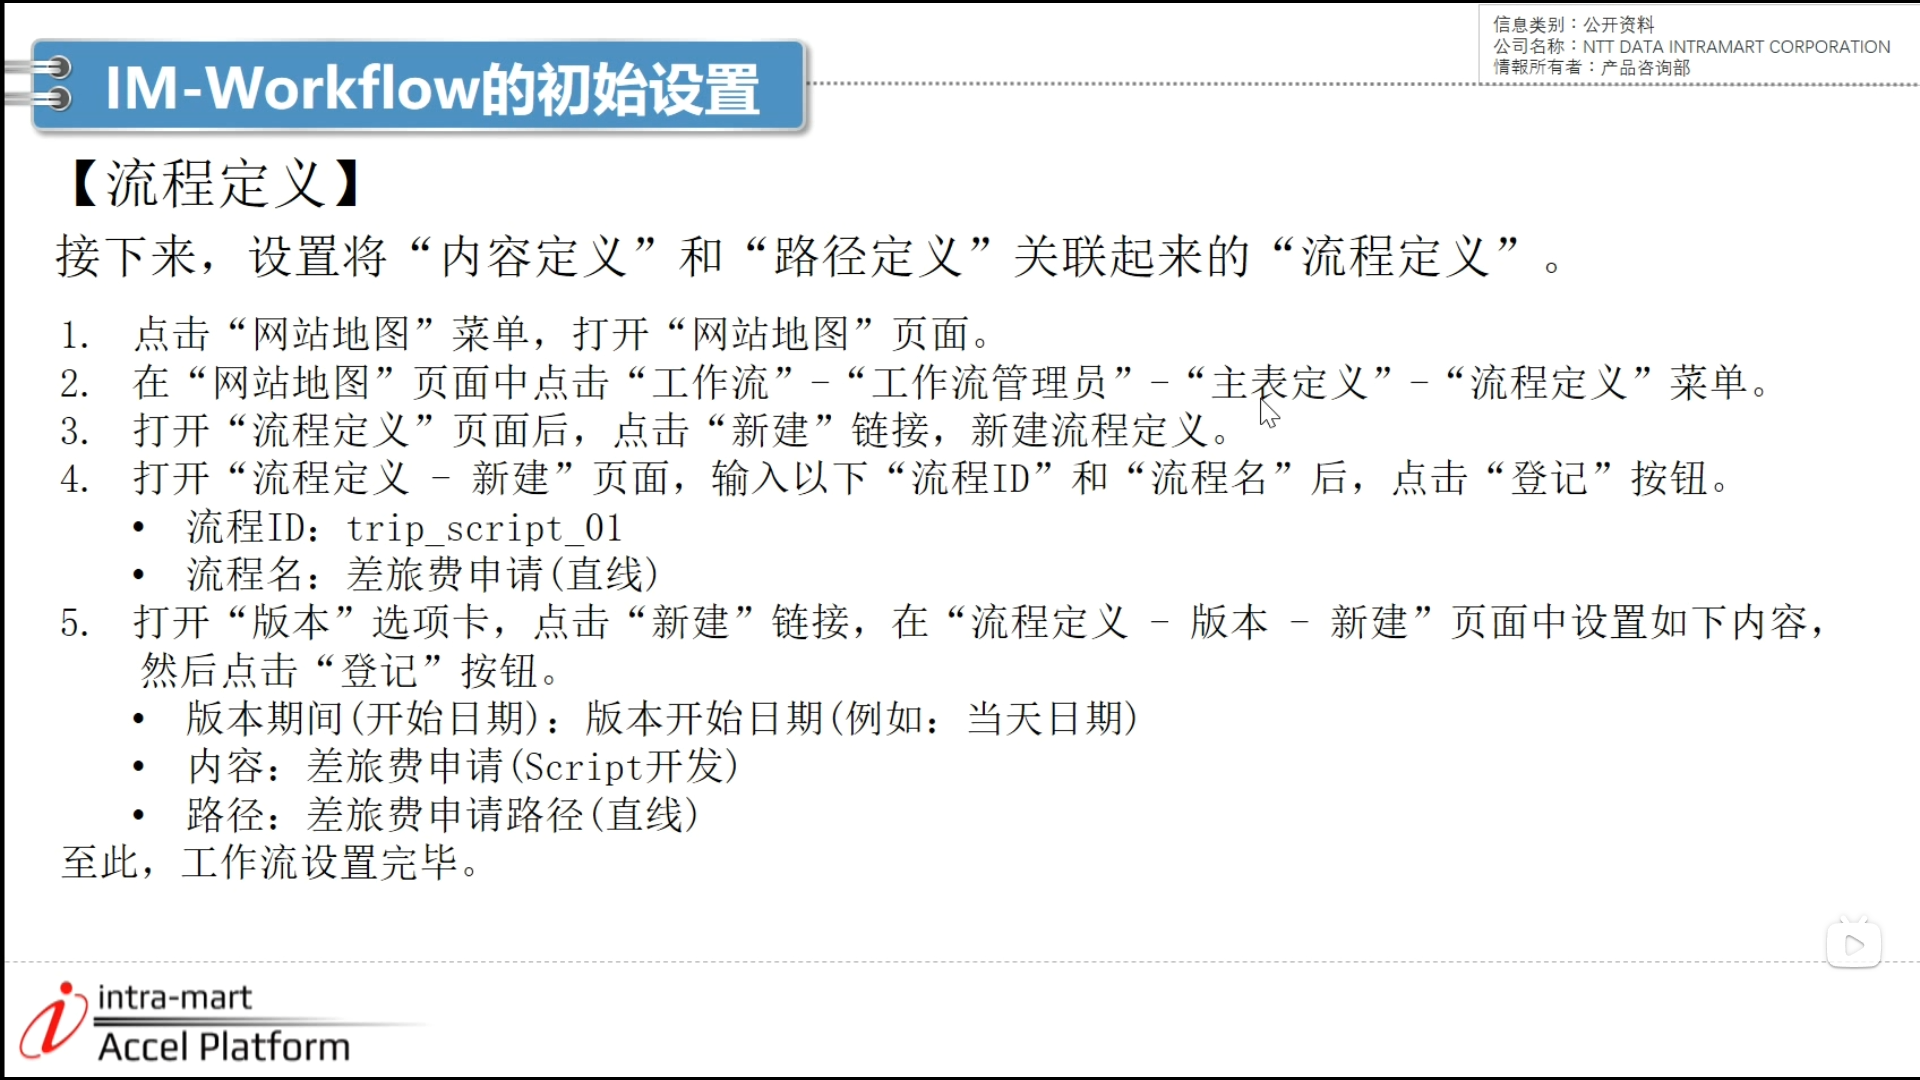 信息类别：公开资料
公司名称：NTT DATA INTRAMART CORPORATION
情報所有者：产品咨询部
IM-Workflow的初始设置
【流程定义】
接下来，设置将“内容定义”和“路径定义”关联起来的“流程定义”。
1. 点击“网站地图”菜单，打开“网站地图”页面。
2. 在“网站地图”页面中点击“工作流”-“工作流管理员”-“主表定义”-“流程定义”菜单。
3. 打开“流程定义”页面后，点击“新建”链接，新建流程定义。
4. 打开“流程定义 - 新建”页面，输入以下“流程ID”和“流程名”后，点击“登记”按钮。
• 流程ID：trip_script_01
• 流程名：差旅费申请(直线)
5. 打开“版本”选项卡，点击“新建”链接，在“流程定义 - 版本 - 新建”页面中设置如下内容，
然后点击“登记”按钮。
• 版本期间(开始日期)：版本开始日期(例如：当天日期)
• 内容：差旅费申请(Script开发)
• 路径：差旅费申请路径(直线)
至此，工作流设置完毕。
intra-mart
Accel Platform